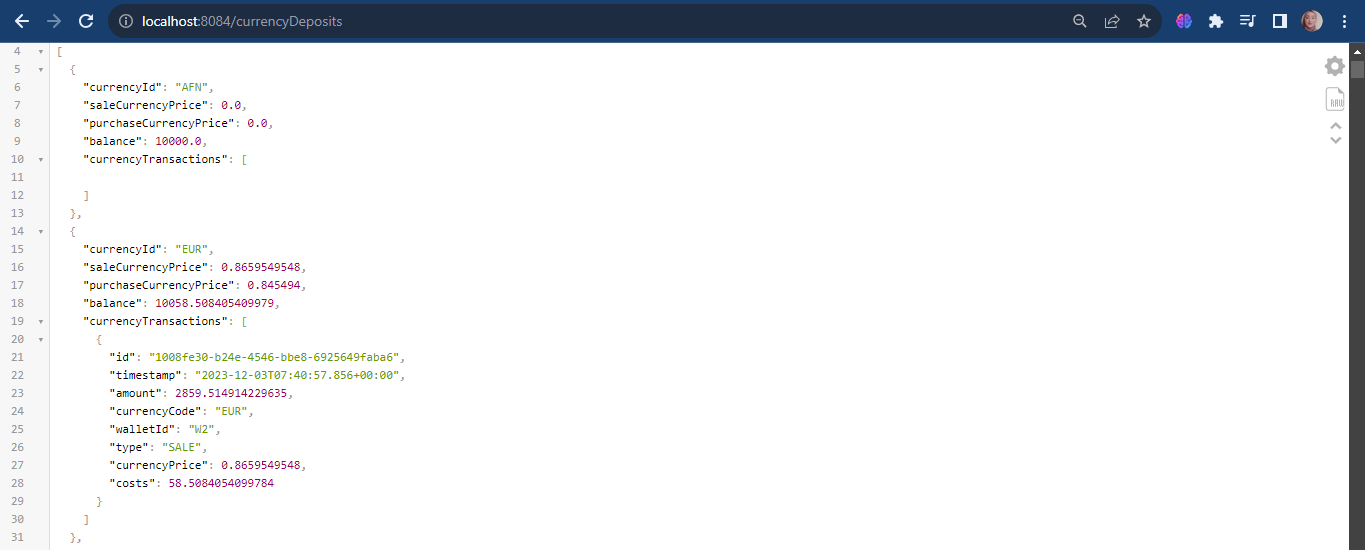 localhost:8084/currencyDeposits
4 [
5 {
6 "currencyId": "AFN",
7 "saleCurrencyPrice": 0.0,
8 "purchaseCurrencyPrice": 0.0,
9 "balance": 10000.0,
10 "currencyTransactions": [
11
12 ]
13 },
14 {
15 "currencyId": "EUR",
16 "saleCurrencyPrice": 0.8659549548,
17 "purchaseCurrencyPrice": 0.845494,
18 "balance": 10058.508405409979,
19 "currencyTransactions": [
20 {
21 "id": "1008fe30-b24e-4546-bbe8-6925649faba6",
22 "timestamp": "2023-12-03T07:40:57.856+00:00",
23 "amount": 2859.514914229635,
24 "currencyCode": "EUR",
25 "walletId": "W2",
26 "type": "SALE",
27 "currencyPrice": 0.8659549548,
28 "costs": 58.5084054099784
29 }
30 ]
31 },
RAW